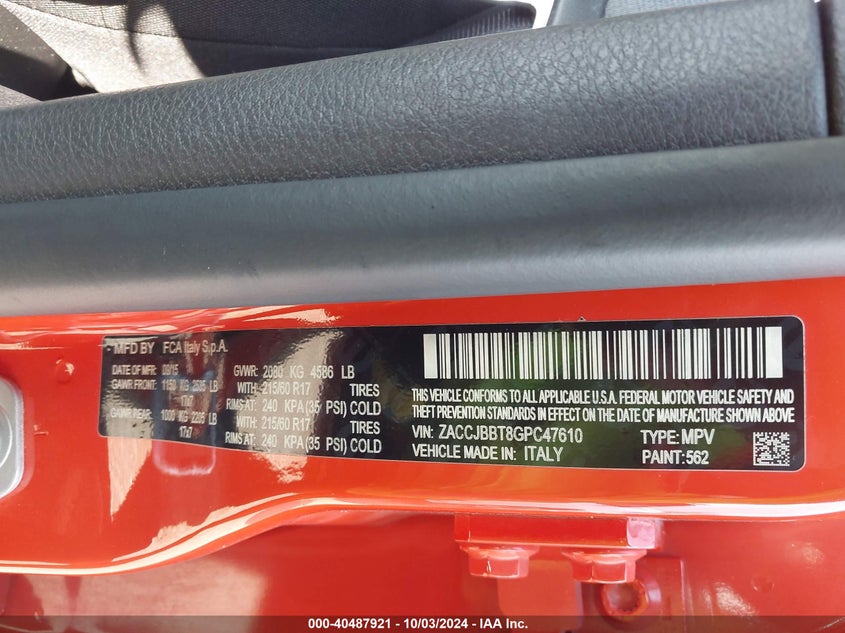 MFD BY FCA Italy S.p.A.
DATE OF MFR: 09/15 GVWR: 2080 KG 4586 LB
GAWR FRONT: 1150 KG 2535 LB WITH: 215/60 R17 TIRES
17x7 RIMS AT: 240 KPA (35 PSI) COLD
GAWR REAR: 1000 KG 2205 LB WITH: 215/60 R17 TIRES
17x7 RIMS AT: 240 KPA (35 PSI) COLD
THIS VEHICLE CONFORMS TO ALL APPLICABLE U.S.A. FEDERAL MOTOR VEHICLE SAFETY AND
THEFT PREVENTION STANDARDS IN EFFECT ON THE DATE OF MANUFACTURE SHOWN ABOVE
VIN: ZACCJBBT8GPC47610 TYPE: MPV
VEHICLE MADE IN: ITALY PAINT: 562
000-40487921 - 10/03/2024 - IAA Inc.